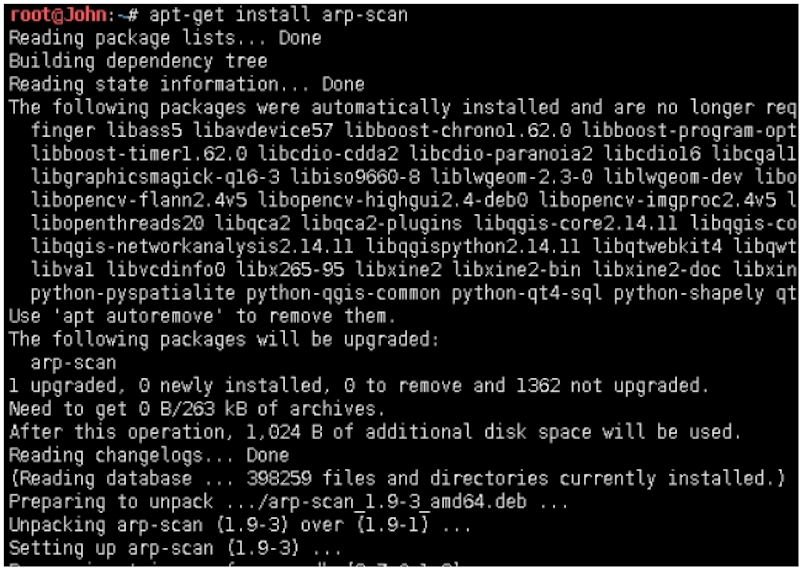 root@John:~# apt-get install arp-scan
Reading package lists... Done
Building dependency tree
Reading state information... Done
The following packages were automatically installed and are no longer req
finger libass5 libavdevice57 libboost-chrono1.62.0 libboost-program-opt
libboost-timer1.62.0 libcdio-cdda2 libcdio-paranoia2 libcdio16 libcgal1
libgraphicsmagick-q16-3 libiso9660-8 liblwgeom-2.3-0 liblwgeom-dev libo
libopencv-flann2.4v5 libopencv-highgui2.4-deb0 libopencv-imgproc2.4v5 l
libopenthreads20 libqca2 libqca2-plugins libqgis-core2.14.11 libqgis-co
libqgis-networkanalysis2.14.11 libqgispython2.14.11 libqtwebkit4 libqwt
libva1 libvcdinfo0 libx265-95 libxine2 libxine2-bin libxine2-doc libxin
python-pyspatialite python-qgis-common python-qt4-sql python-shapely qt
Use 'apt autoremove' to remove them.
The following packages will be upgraded:
arp-scan
1 upgraded, 0 newly installed, 0 to remove and 1362 not upgraded.
Need to get 0 B/263 kB of archives.
After this operation, 1,024 B of additional disk space will be used.
Reading changelogs... Done
(Reading database ... 398259 files and directories currently installed.)
Preparing to unpack .../arp-scan_1.9-3_amd64.deb ...
Unpacking arp-scan (1.9-3) over (1.9-1) ...
Setting up arp-scan (1.9-3) ...